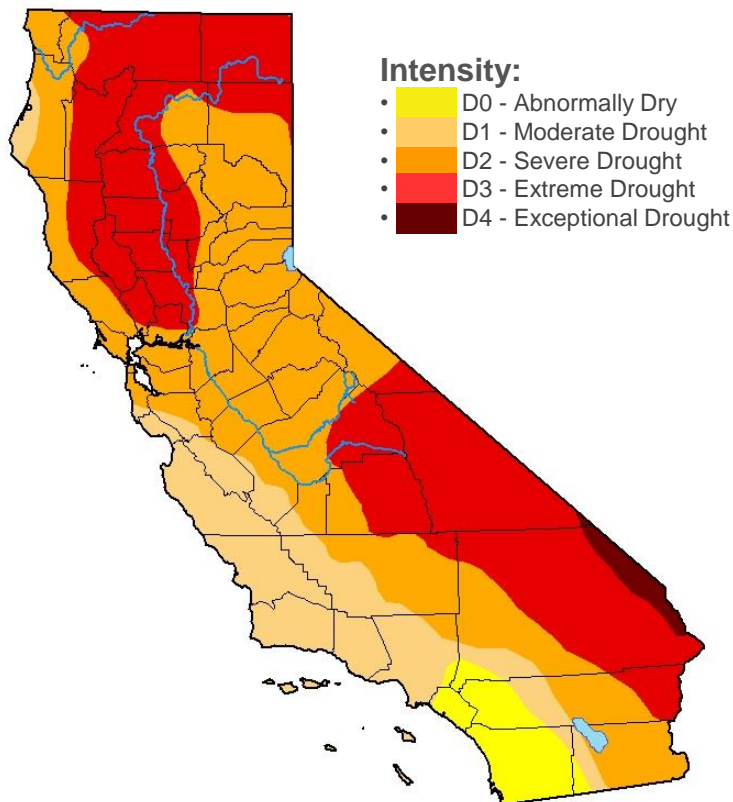 Intensity:
• D0 - Abnormally Dry
• D1 - Moderate Drought
• D2 - Severe Drought
• D3 - Extreme Drought
• D4 - Exceptional Drought